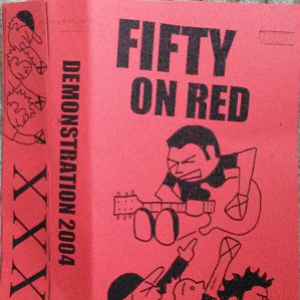 FIFTY
ON RED
DEMONSTRATION 2004
XXX